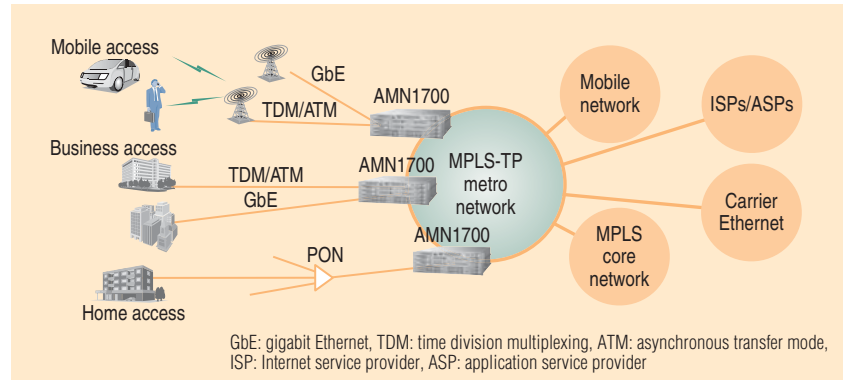 Mobile access
GbE
TDM/ATM
AMN1700
Mobile
network
ISPs/ASPs
Business access
TDM/ATM
GbE
AMN1700
MPLS-TP
metro
network
Carrier
Ethernet
AMN1700
MPLS
core
network
PON
Home access
GbE: gigabit Ethernet, TDM: time division multiplexing, ATM: asynchronous transfer mode,
ISP: Internet service provider, ASP: application service provider